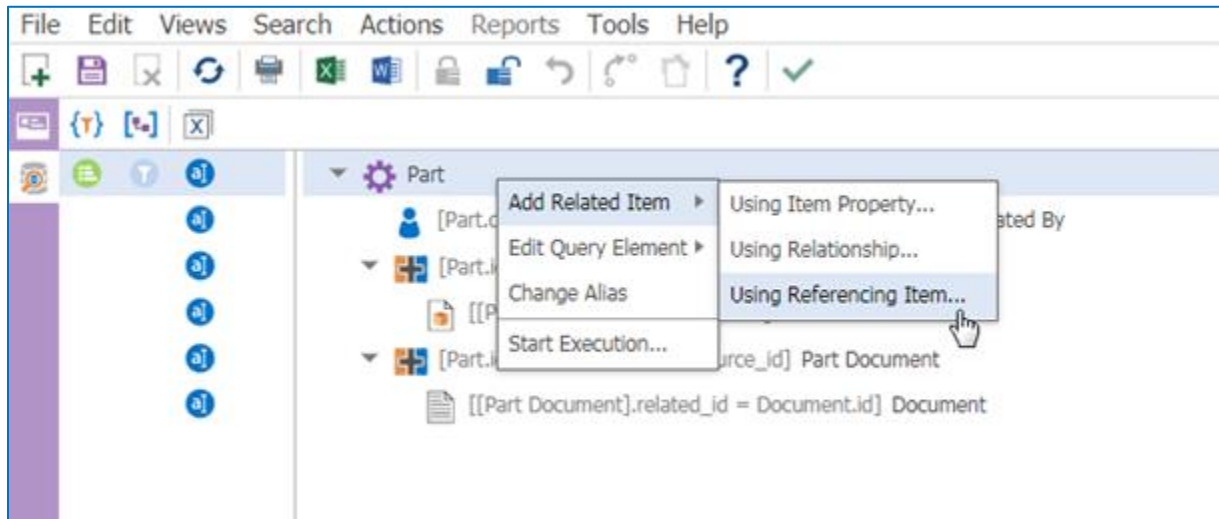 File Edit Views Search Actions Reports Tools Help
{T} X
Part
[Part.c ated By
[Part.i
[[P
[Part.i urce_id] Part Document
[[Part Document].related_id = Document.id] Document
Add Related Item
Edit Query Element
Change Alias
Start Execution...
Using Item Property...
Using Relationship...
Using Referencing Item...